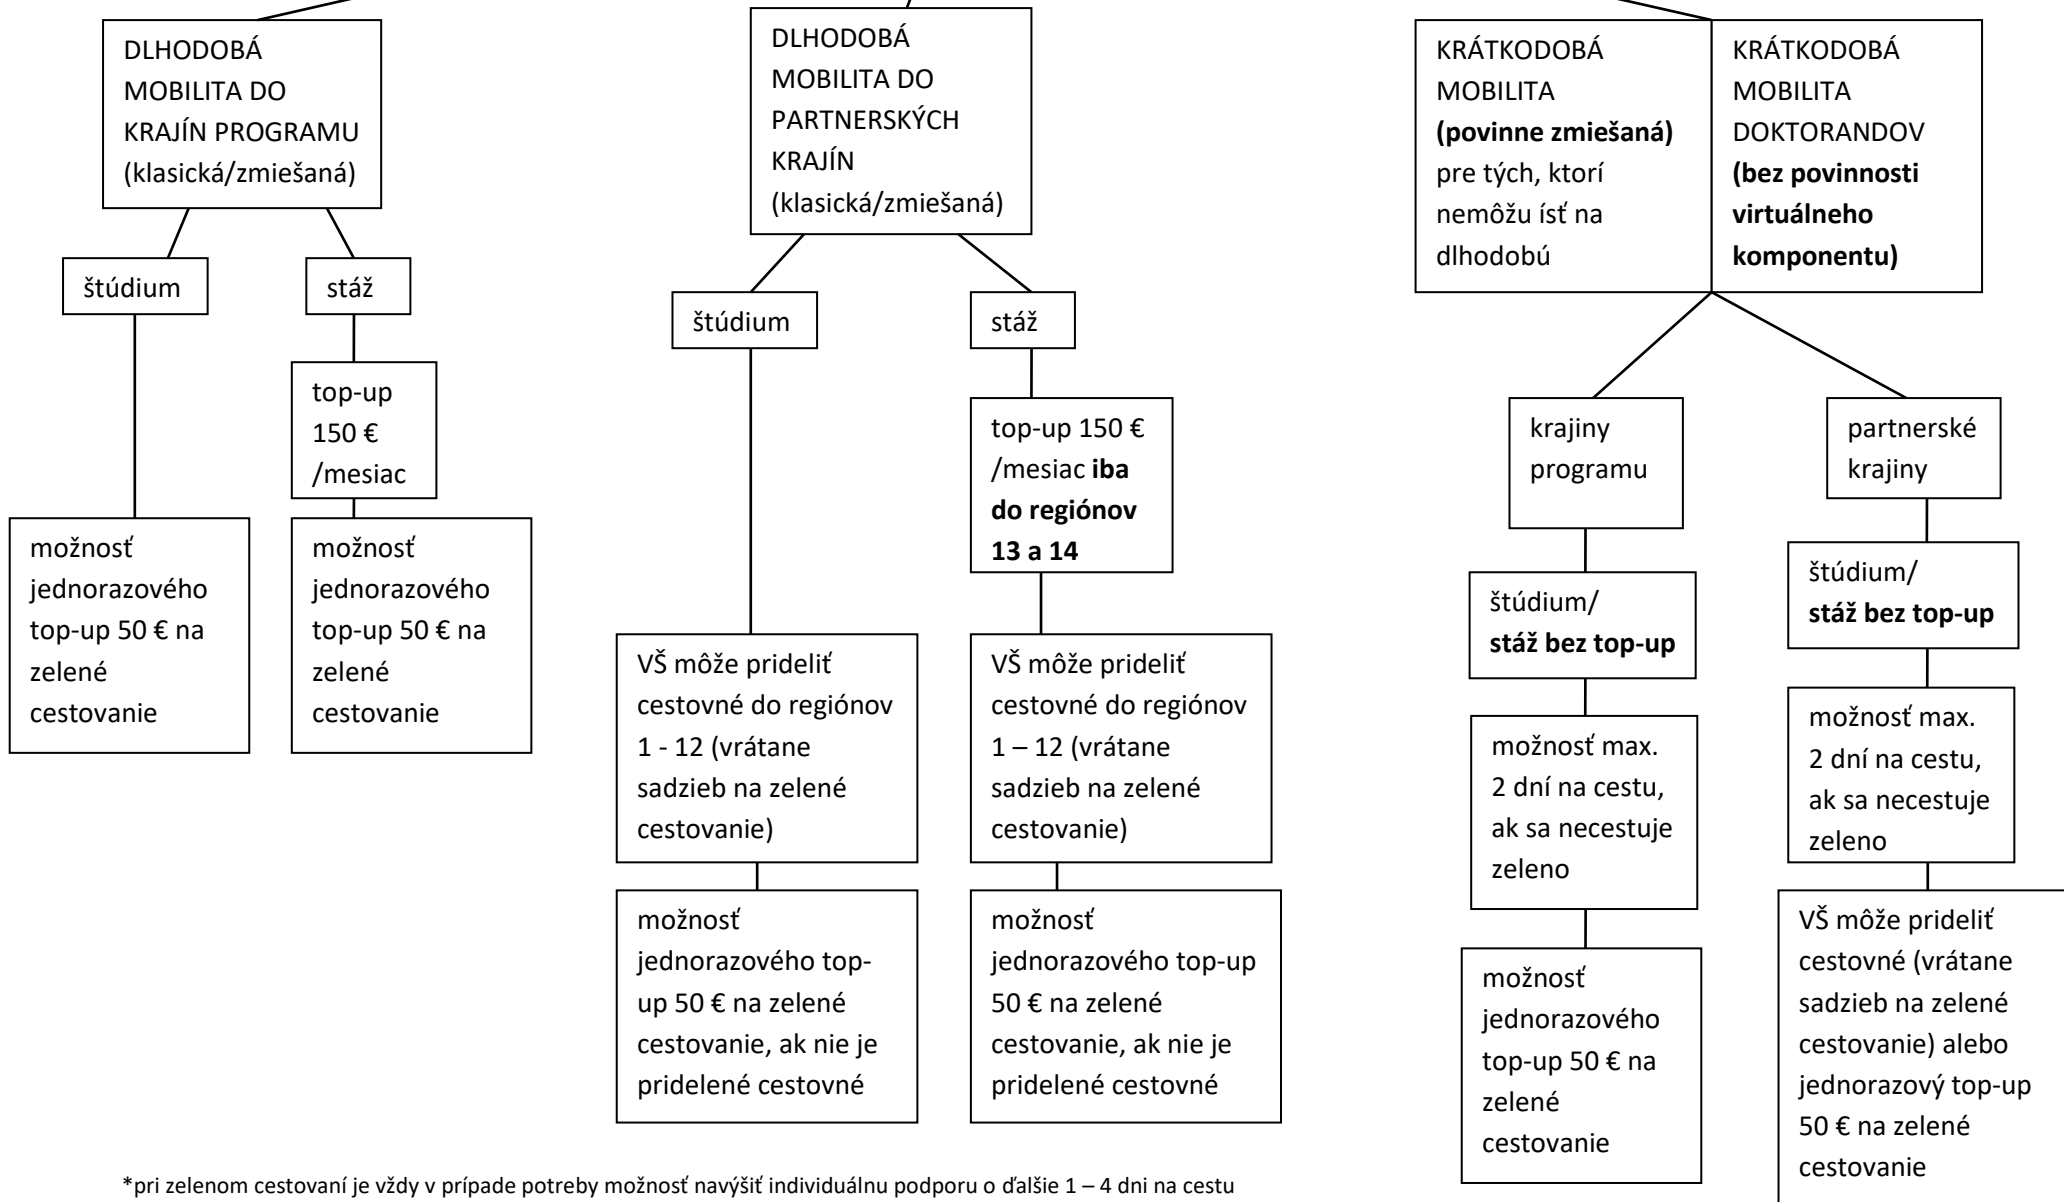 DLHODOBÁ
MOBILITA DO
KRAJÍN PROGRAMU
(klasická/zmiešaná)
štúdium
možnosť
jednorazového
top-up 50 € na
zelené
cestovanie
stáž
top-up
150 €
/mesiac
možnosť
jednorazového
top-up 50 € na
zelené
cestovanie
DLHODOBÁ
MOBILITA DO
PARTNERSKÝCH
KRAJÍN
(klasická/zmiešaná)
štúdium
VŠ môže prideliť
cestovné do regiónov
1 - 12 (vrátane
sadzieb na zelené
cestovanie)
možnosť
jednorazového top-
up 50 € na zelené
cestovanie, ak nie je
pridelené cestovné
stáž
top-up 150 €
/mesiac iba
do regiónov
13 a 14
VŠ môže prideliť
cestovné do regiónov
1 – 12 (vrátane
sadzieb na zelené
cestovanie)
možnosť
jednorazového top-up
50 € na zelené
cestovanie, ak nie je
pridelené cestovné
KRÁTKODOBÁ
MOBILITA
(povinne zmiešaná)
pre tých, ktorí
nemôžu ísť na
dlhodobú
KRÁTKODOBÁ
MOBILITA
DOKTORANDOV
(bez povinnosti
virtuálneho
komponentu)
krajiny
programu
štúdium/
stáž bez top-up
možnosť max.
2 dní na cestu,
ak sa necestuje
zeleno
možnosť
jednorazového
top-up 50 € na
zelené
cestovanie
partnerské
krajiny
štúdium/
stáž bez top-up
možnosť max.
2 dní na cestu,
ak sa necestuje
zeleno
VŠ môže prideliť
cestovné (vrátane
sadzieb na zelené
cestovanie) alebo
jednorazový top-up
50 € na zelené
cestovanie
*pri zelenom cestovaní je vždy v prípade potreby možnosť navýšiť individuálnu podporu o ďalšie 1 – 4 dni na cestu